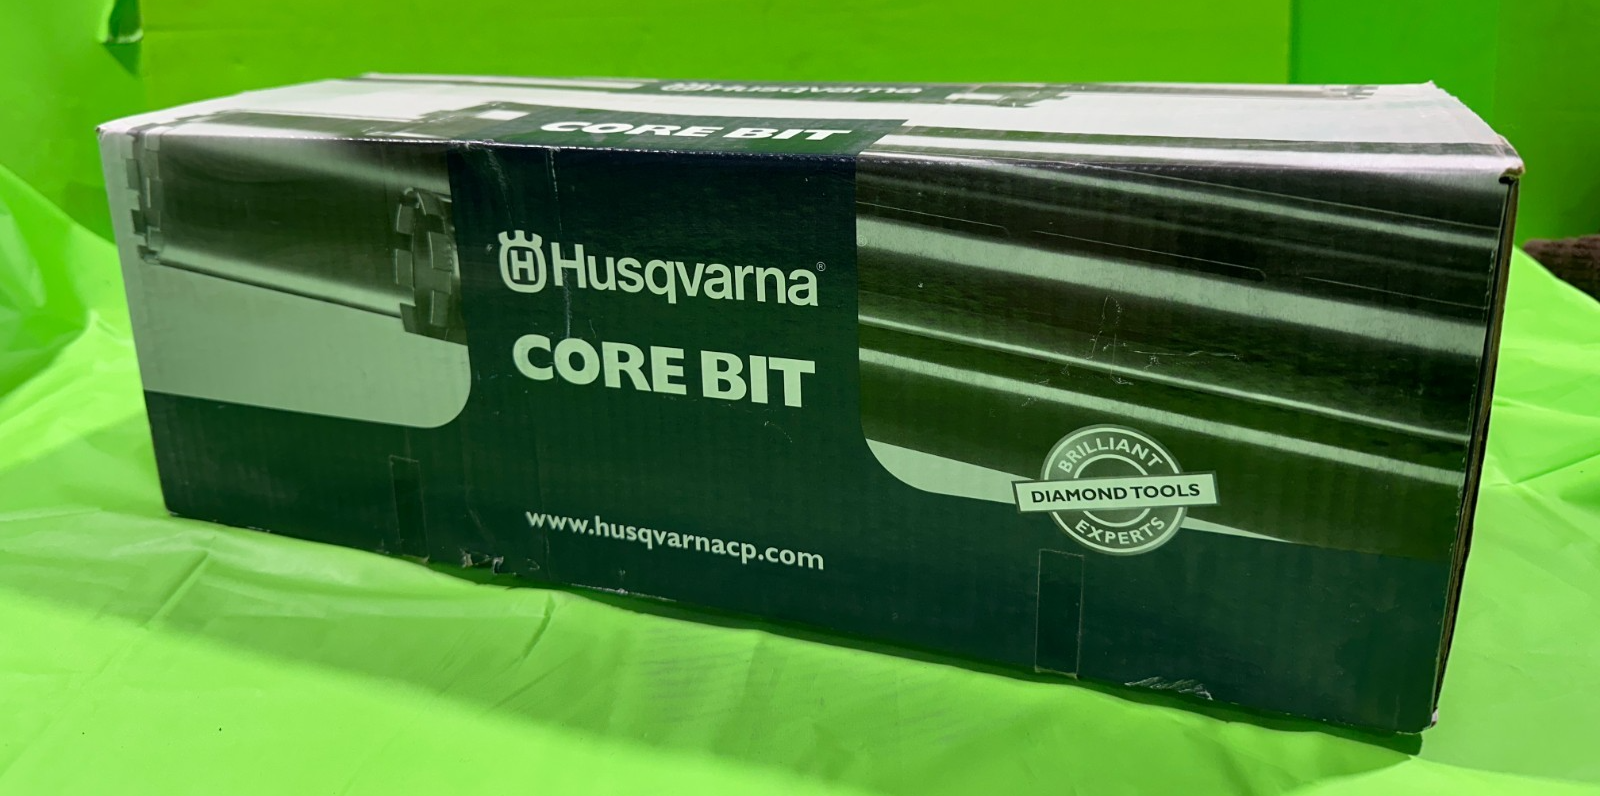 Husqvarna
CORE BIT
H Husqvarna®
CORE BIT
www.husqvarnacp.com
BRILLIANT
DIAMOND TOOLS
EXPERTS